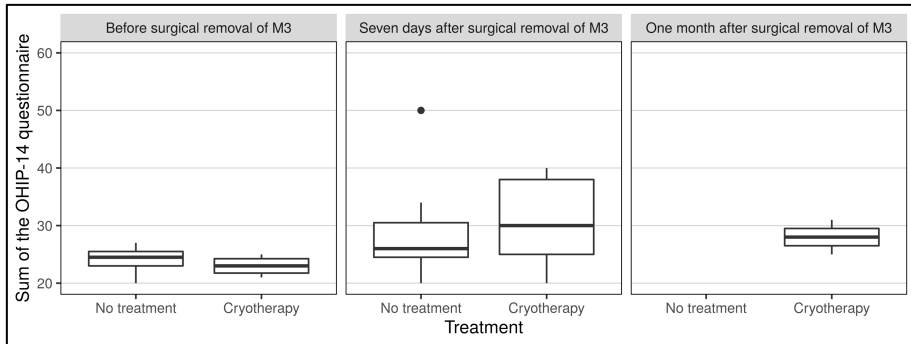 Before surgical removal of M3
Seven days after surgical removal of M3
One month after surgical removal of M3
Sum of the OHIP-14 questionnaire
60
50
40
30
20
No treatment
Cryotherapy
No treatment
Cryotherapy
No treatment
Cryotherapy
Treatment